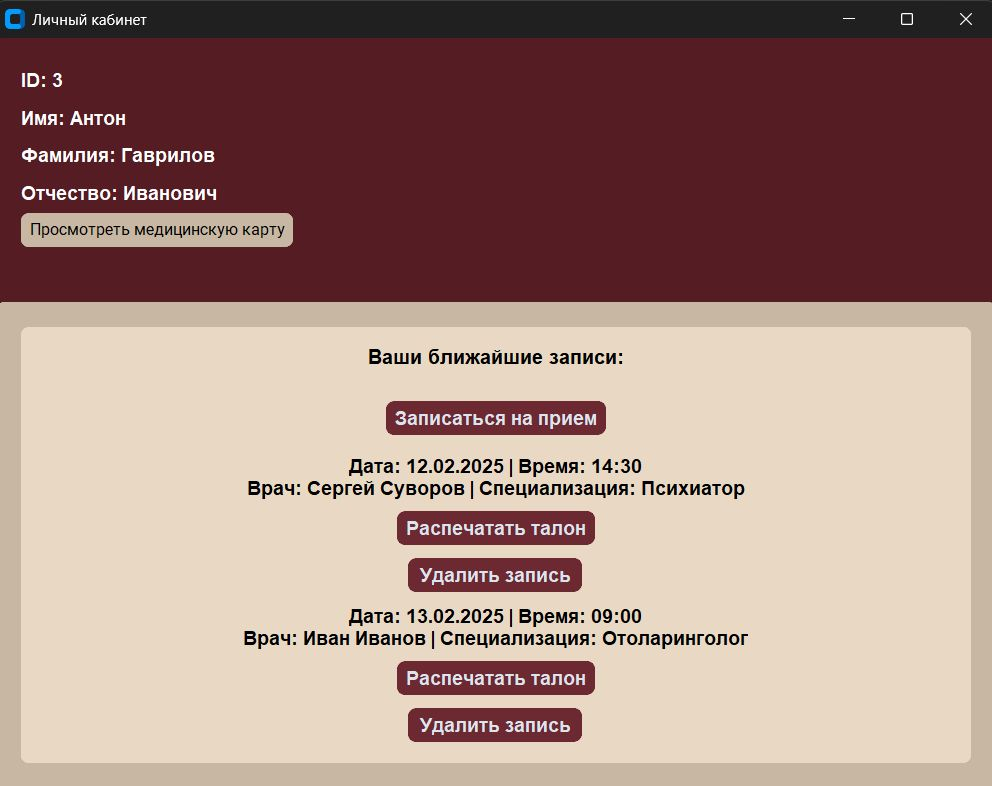 Личный кабинет
ID: 3
Имя: Антон
Фамилия: Гаврилов
Отчество: Иванович
Просмотреть медицинскую карту
Ваши ближайшие записи:
Записаться на прием
Дата: 12.02.2025 | Время: 14:30
Врач: Сергей Суворов | Специализация: Психиатор
Распечатать талон
Удалить запись
Дата: 13.02.2025 | Время: 09:00
Врач: Иван Иванов | Специализация: Отоларинголог
Распечатать талон
Удалить запись